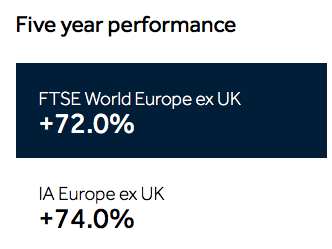 Five year performance
FTSE World Europe ex UK
+72.0%
IA Europe ex UK
+74.0%